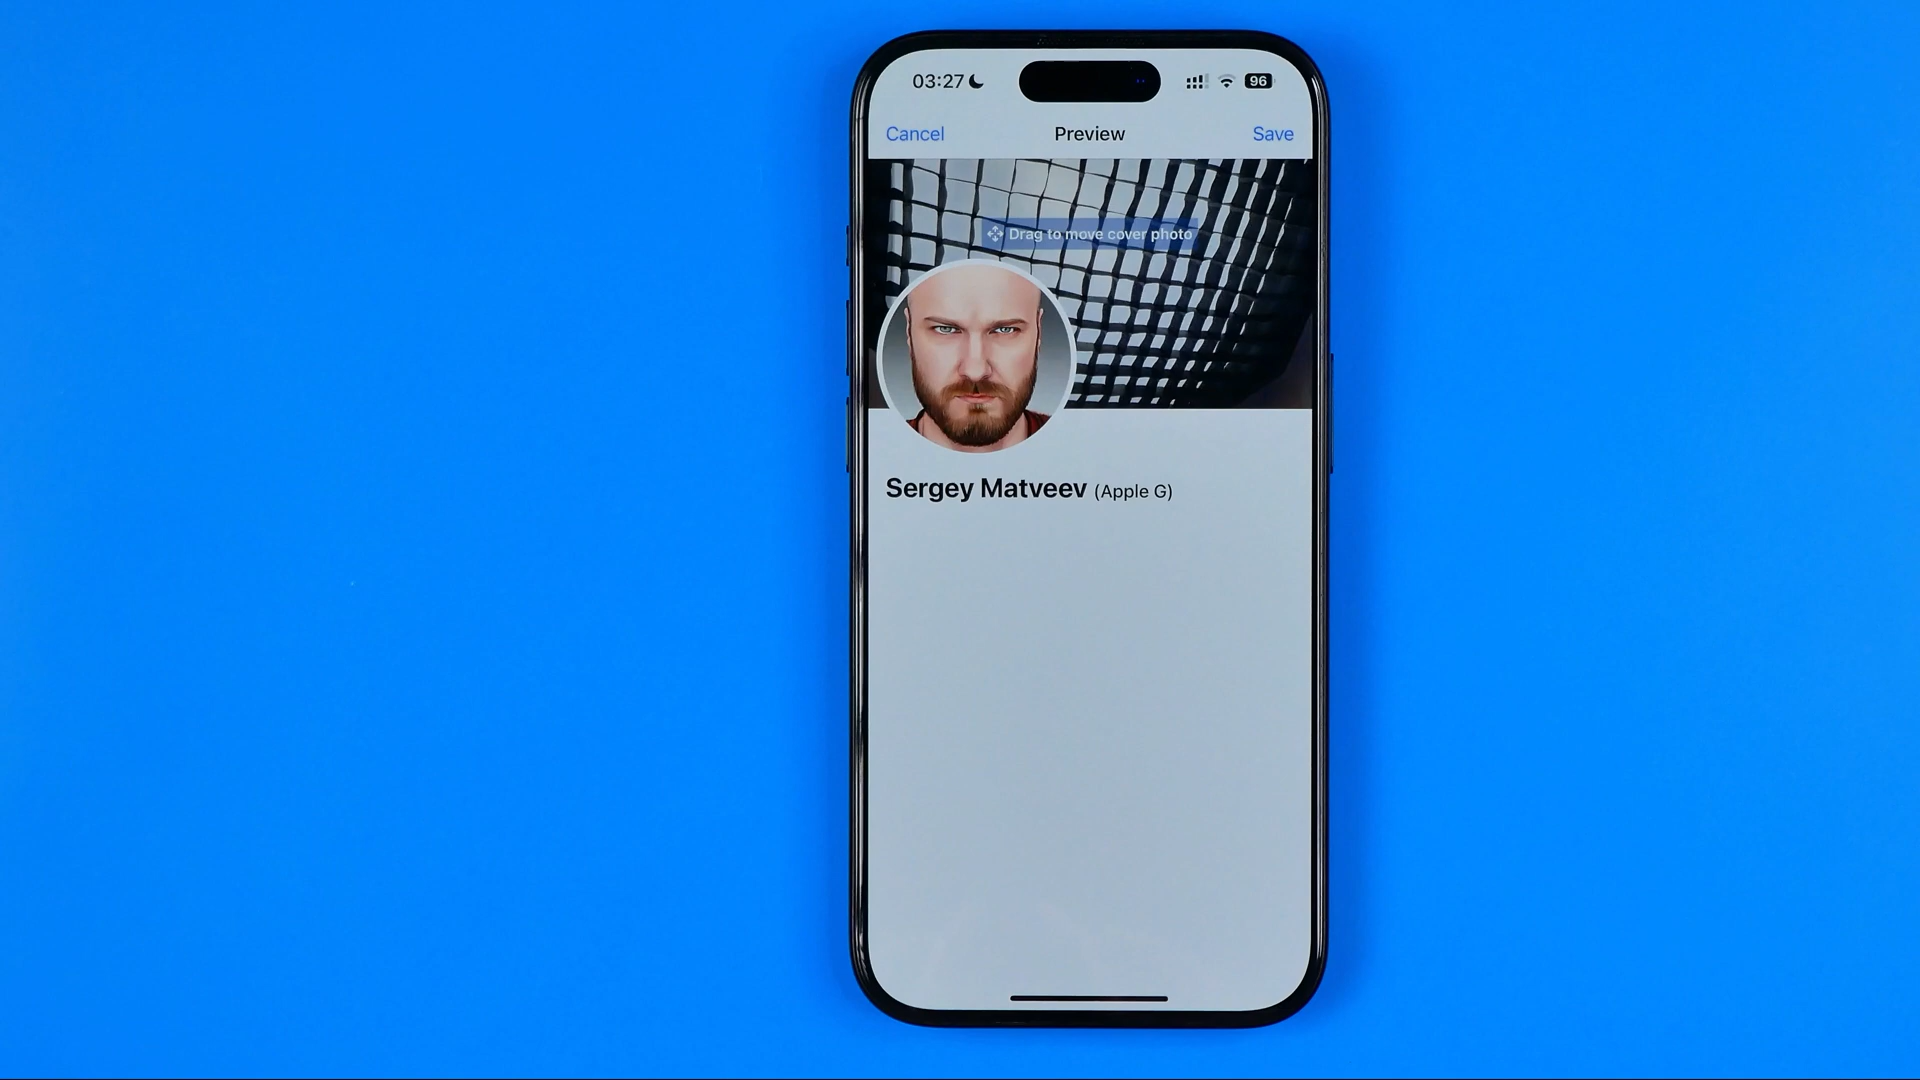 03:27
96
Cancel Preview Save
Drag to move cover photo
Sergey Matveev (Apple G)